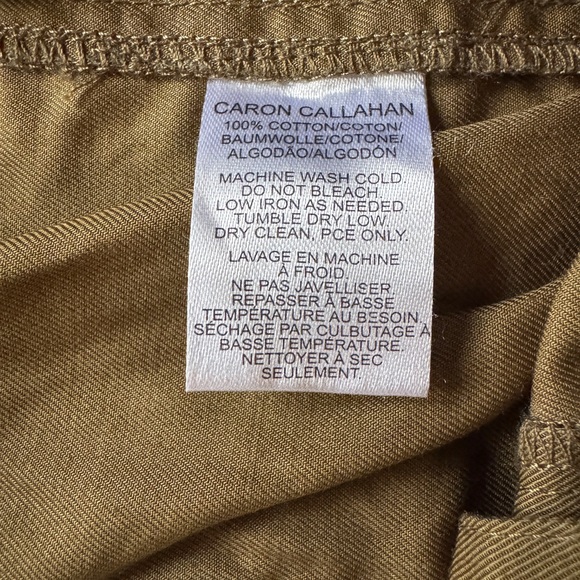 CARON CALLAHAN
100% COTTON/COTON/
BAUMWOLLE/COTONE/
ALGODÃO/ALGODÓN
MACHINE WASH COLD
DO NOT BLEACH.
LOW IRON AS NEEDED.
TUMBLE DRY LOW.
DRY CLEAN, PCE ONLY.
LAVAGE EN MACHINE
À FROID.
NE PAS JAVELLISER
REPASSER À BASSE
TEMPÉRATURE AU BESOIN.
SÉCHAGE PAR CULBUTAGE À
BASSE TEMPÉRATURE.
NETTOYER À SEC
SEULEMENT.